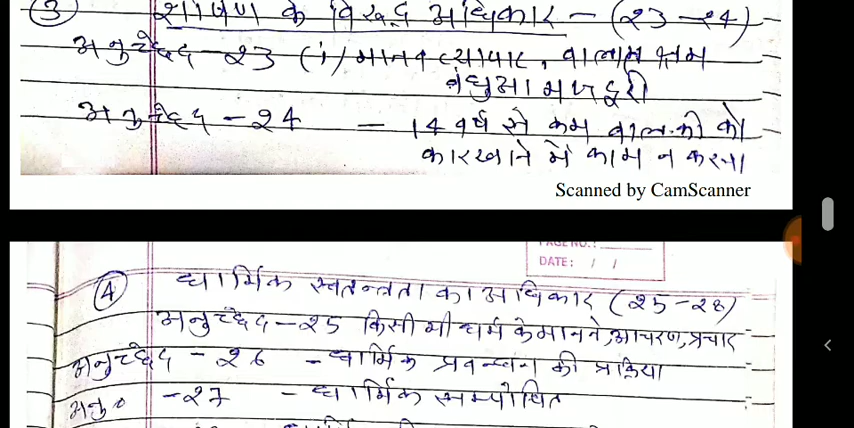 (3) शोषण के विरूद्ध अधिकार - (23-24)
अनुच्छेद - 23 (i) मानव व्यापार, बालाम श्रम
बंधुआ मजदूरी
अनुच्छेद - 24 - 14 वर्ष से कम बालकों को
कारखाने में काम न करना
Scanned by CamScanner
PAGE NO.:
DATE: / /
(4) धार्मिक स्वतन्त्रता का अधिकार (25-28)
अनुच्छेद - 25 किसी भी धर्म के मानने, आचरण, प्रचार
अनुच्छेद - 26 - धार्मिक प्रबन्धन की प्रक्रिया
अनु० - 27 - धार्मिक सम्पोषित